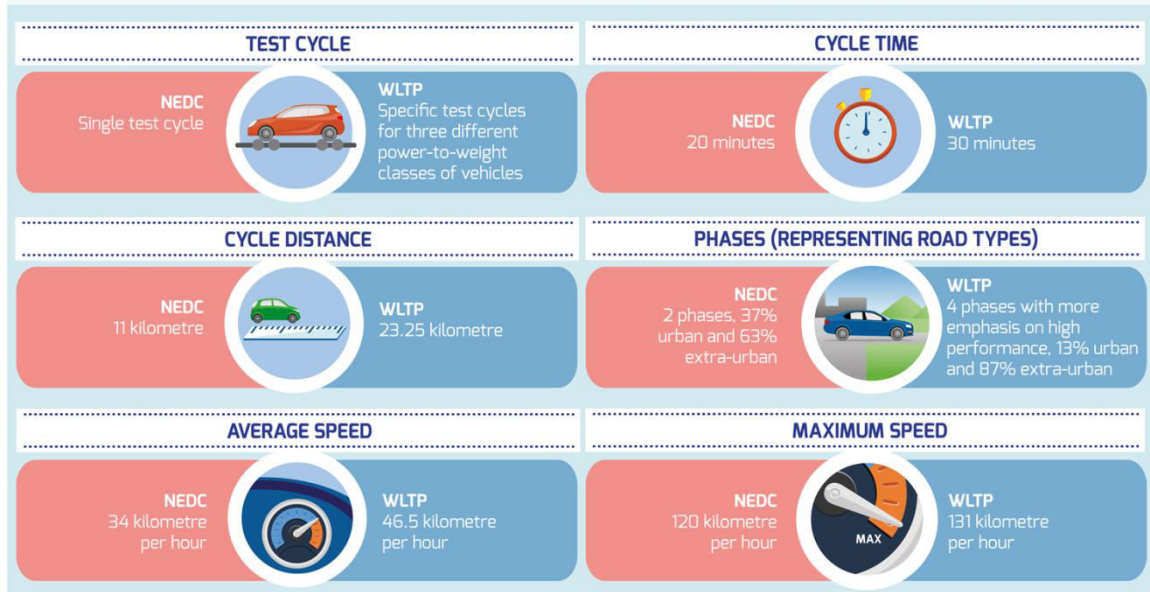 TEST CYCLE
NEDC
Single test cycle
WLTP
Specific test cycles
for three different
power-to-weight
classes of vehicles
CYCLE TIME
NEDC
20 minutes
WLTP
30 minutes
CYCLE DISTANCE
NEDC
11 kilometre
WLTP
23.25 kilometre
PHASES (REPRESENTING ROAD TYPES)
NEDC
2 phases, 37%
urban and 63%
extra-urban
WLTP
4 phases with more
emphasis on high
performance, 13% urban
and 87% extra-urban
AVERAGE SPEED
NEDC
34 kilometre
per hour
WLTP
46.5 kilometre
per hour
MAXIMUM SPEED
NEDC
120 kilometre
per hour
MAX
WLTP
131 kilometre
per hour